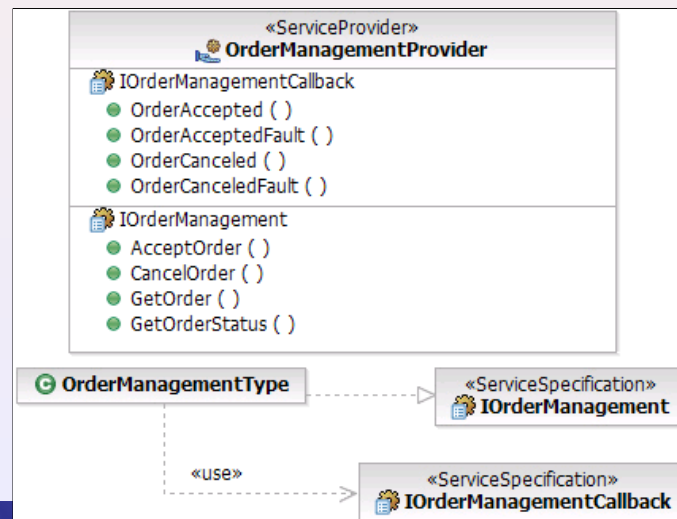 «ServiceProvider»
OrderManagementProvider
IOrderManagementCallback
OrderAccepted ( )
OrderAcceptedFault ( )
OrderCanceled ( )
OrderCanceledFault ( )
IOrderManagement
AcceptOrder ( )
CancelOrder ( )
GetOrder ( )
GetOrderStatus ( )
C OrderManagementType
«ServiceSpecification»
IOrderManagement
«use»
«ServiceSpecification»
IOrderManagementCallback